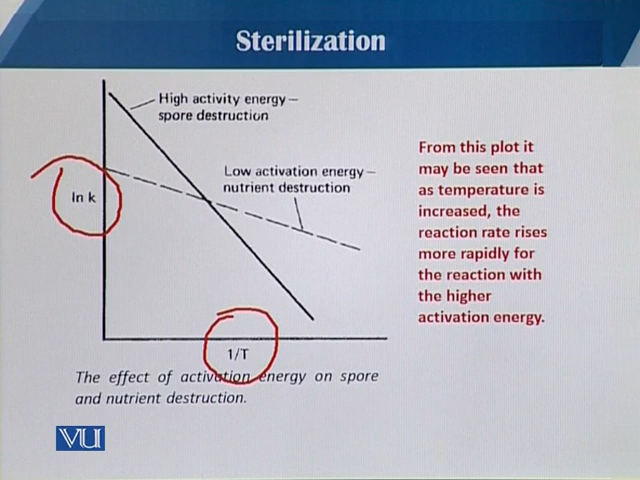 Sterilization
High activity energy –
spore destruction
Low activation energy –
nutrient destruction
ln k
1/T
From this plot it
may be seen that
as temperature is
increased, the
reaction rate rises
more rapidly for
the reaction with
the higher
activation energy.
The effect of activation energy on spore
and nutrient destruction.
VU